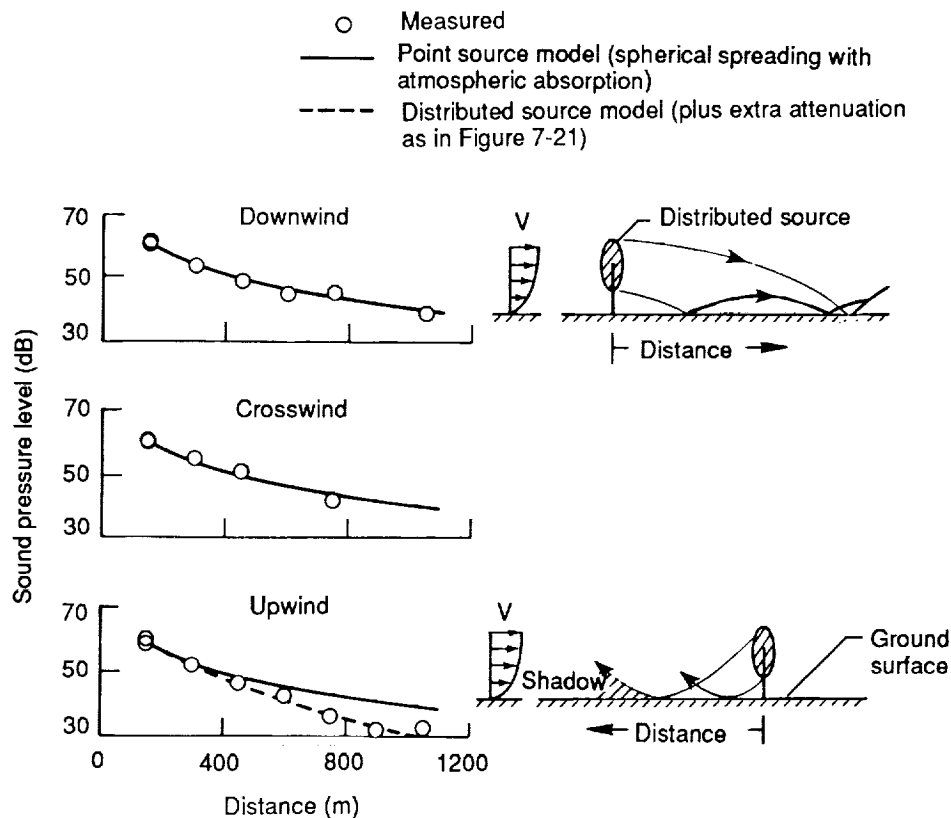 Measured
Point source model (spherical spreading with
atmospheric absorption)
Distributed source model (plus extra attenuation
as in Figure 7-21)
Sound pressure level (dB)
Downwind
70
50
30
V
Distributed source
Distance
Crosswind
70
50
30
Upwind
70
50
30
0
400
800
1200
Distance (m)
V
Shadow
Ground
surface
Distance